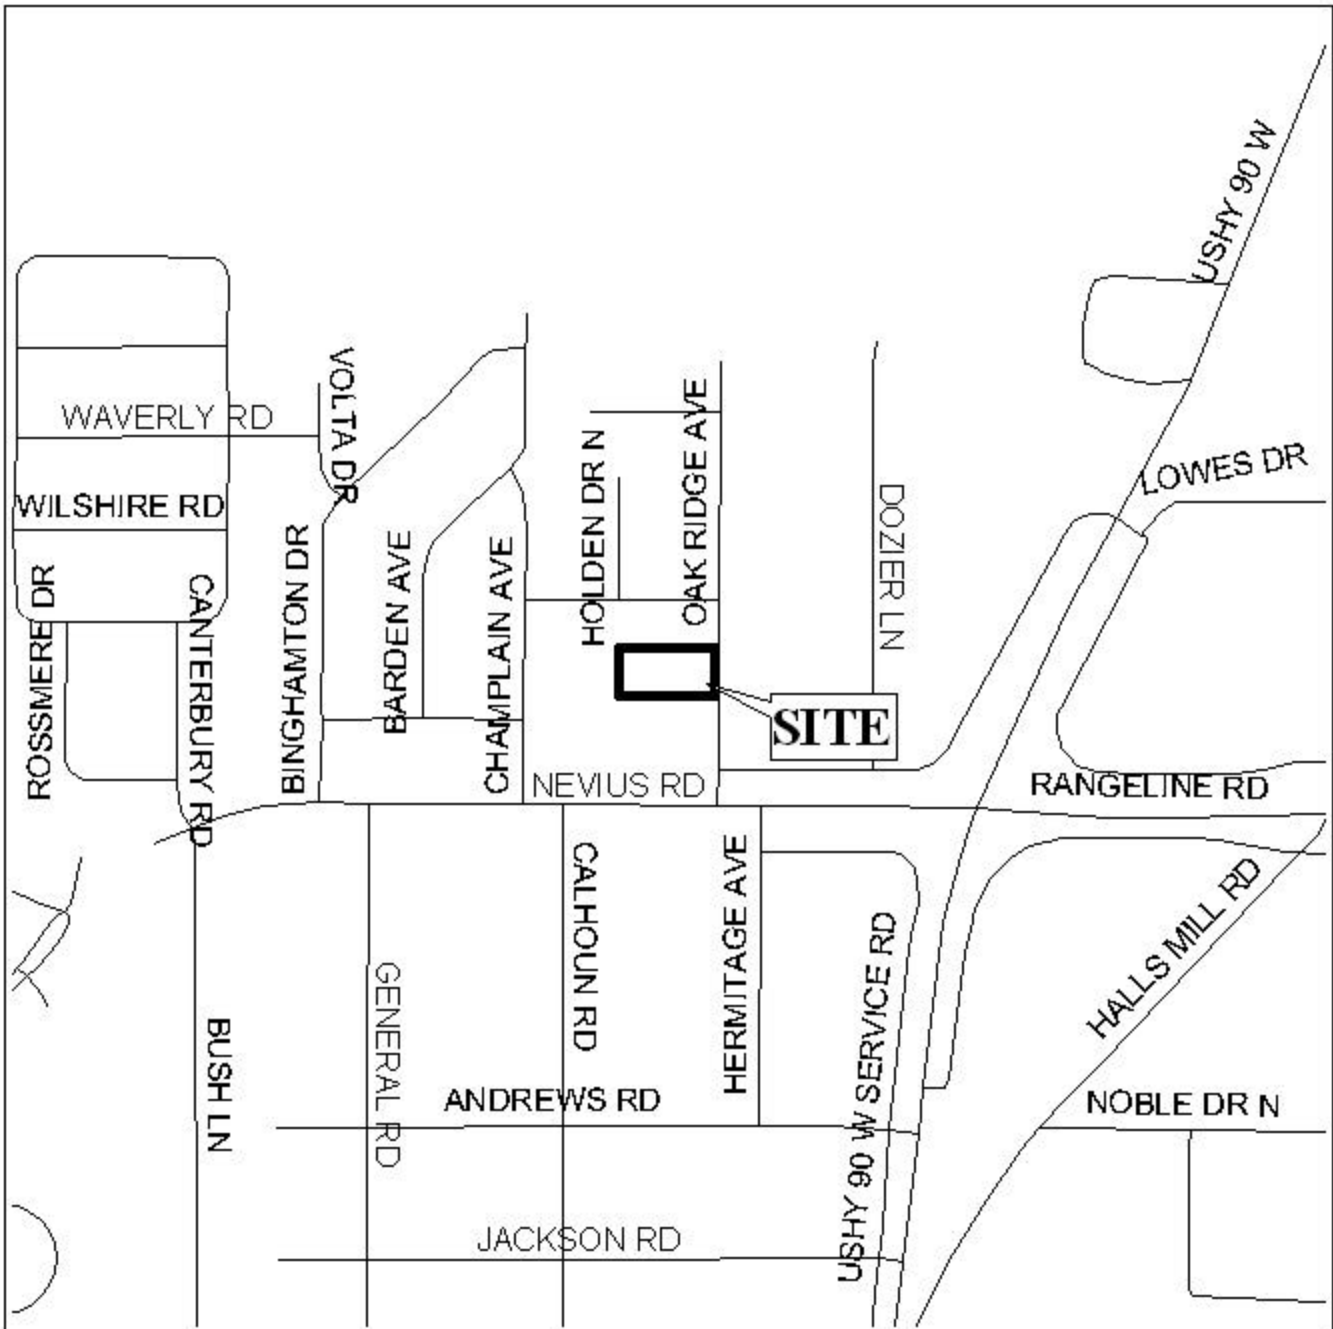 USHY 90 W
VOLTA DR
WAVERLY RD
OAK RIDGE AVE
HOLDEN DR N
LOWES DR
WILSHIRE RD
DOZIER LN
BINGHAMTON DR
BARDEN AVE
CHAMPLAIN AVE
ROSSMERE DR
CANTERBURY RD
SITE
NEVIUS RD
RANGELINE RD
CALHOUN RD
HERMITAGE AVE
HALLS MILL RD
USHY 90 W SERVICE RD
GENERAL RD
BUSH LN
ANDREWS RD
NOBLE DR N
JACKSON RD